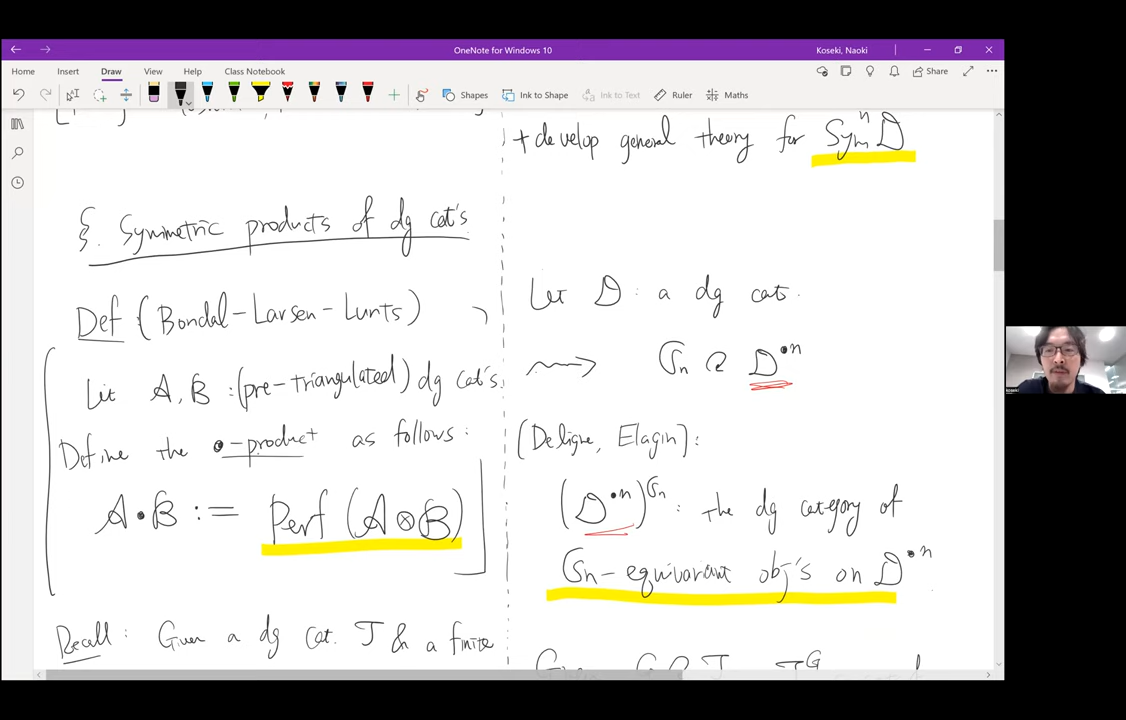 OneNote for Windows 10
Koseki, Naoki
Home Insert Draw View Help Class Notebook
Share
Shapes Ink to Shape Ink to Text Ruler Maths
+ develop general theory for Symⁿ D
§. Symmetric products of dg cat's
Def (Bondal-Larsen-Lunts)
Let A, B : (pre-triangulated) dg cat's.
Define the •-product as follows:
A•B := Perf (A⊗B)
Recall: Given a dg cat. T & a finite
Let D : a dg cat.
⇝ 𝔖n ↻ D^{•n}
(Deligne, Elagin):
(D^{•n})^{𝔖n} : the dg category of
𝔖n-equivariant obj's on D^{•n}
koseki